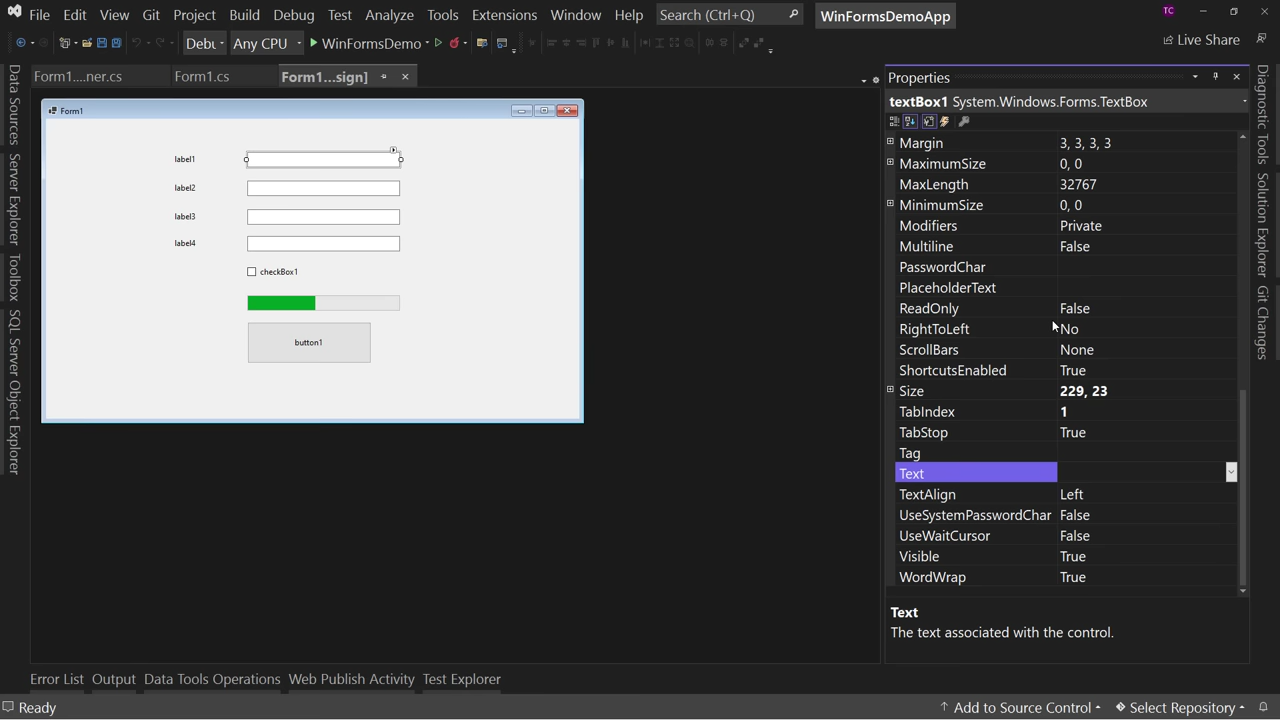 File Edit View Git Project Build Debug Test Analyze Tools Extensions Window Help Search (Ctrl+Q) WinFormsDemoApp TC
Debu Any CPU WinFormsDemo Live Share
Form1....ner.cs Form1.cs Form1...sign]
Data Sources
Server Explorer
Toolbox
SQL Server Object Explorer
Form1
label1
label2
label3
label4
checkBox1
button1
Properties
textBox1 System.Windows.Forms.TextBox
Margin 3, 3, 3, 3
MaximumSize 0, 0
MaxLength 32767
MinimumSize 0, 0
Modifiers Private
Multiline False
PasswordChar
PlaceholderText
ReadOnly False
RightToLeft No
ScrollBars None
ShortcutsEnabled True
Size 229, 23
TabIndex 1
TabStop True
Tag
Text
TextAlign Left
UseSystemPasswordChar False
UseWaitCursor False
Visible True
WordWrap True
Text
The text associated with the control.
Diagnostic Tools
Solution Explorer
Git Changes
Error List Output Data Tools Operations Web Publish Activity Test Explorer
Ready Add to Source Control Select Repository